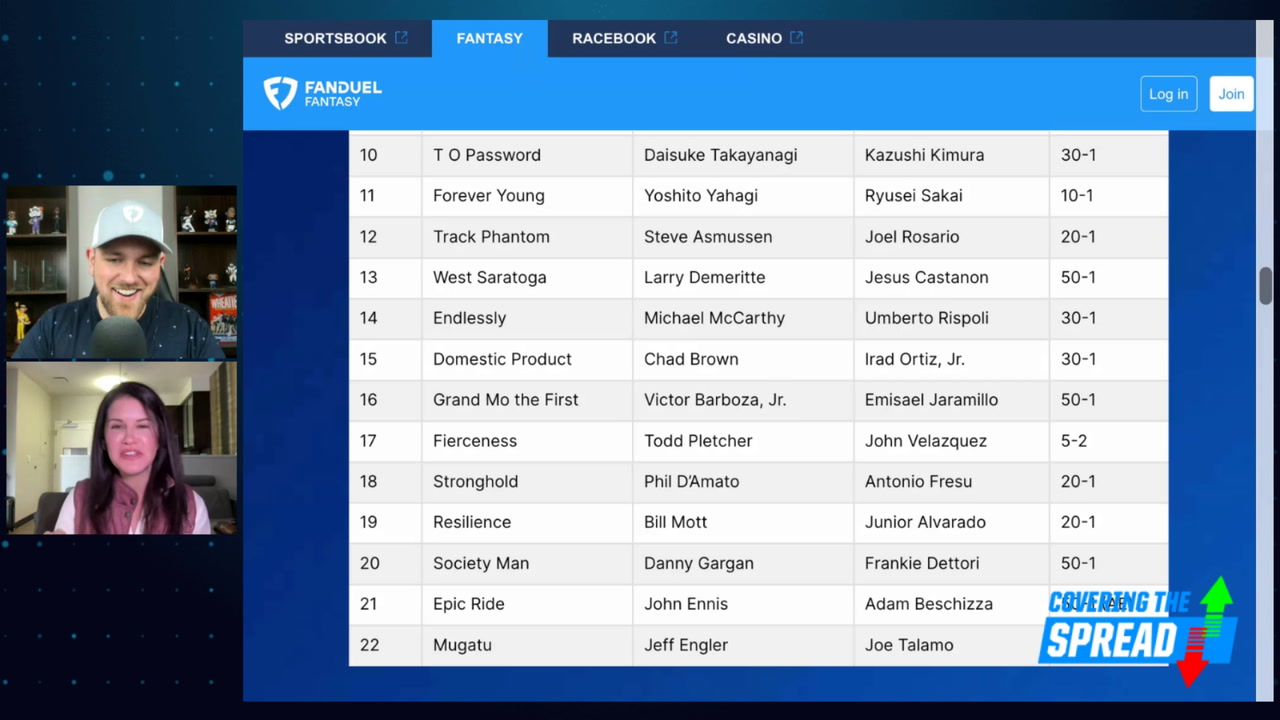 SPORTSBOOK FANTASY RACEBOOK CASINO
FANDUEL
FANTASY
Log in Join
10 T O Password Daisuke Takayanagi Kazushi Kimura 30-1
11 Forever Young Yoshito Yahagi Ryusei Sakai 10-1
12 Track Phantom Steve Asmussen Joel Rosario 20-1
13 West Saratoga Larry Demeritte Jesus Castanon 50-1
14 Endlessly Michael McCarthy Umberto Rispoli 30-1
15 Domestic Product Chad Brown Irad Ortiz, Jr. 30-1
16 Grand Mo the First Victor Barboza, Jr. Emisael Jaramillo 50-1
17 Fierceness Todd Pletcher John Velazquez 5-2
18 Stronghold Phil D'Amato Antonio Fresu 20-1
19 Resilience Bill Mott Junior Alvarado 20-1
20 Society Man Danny Gargan Frankie Dettori 50-1
21 Epic Ride John Ennis Adam Beschizza
22 Mugatu Jeff Engler Joe Talamo
WHEATIES
COVERING THE
SPREAD